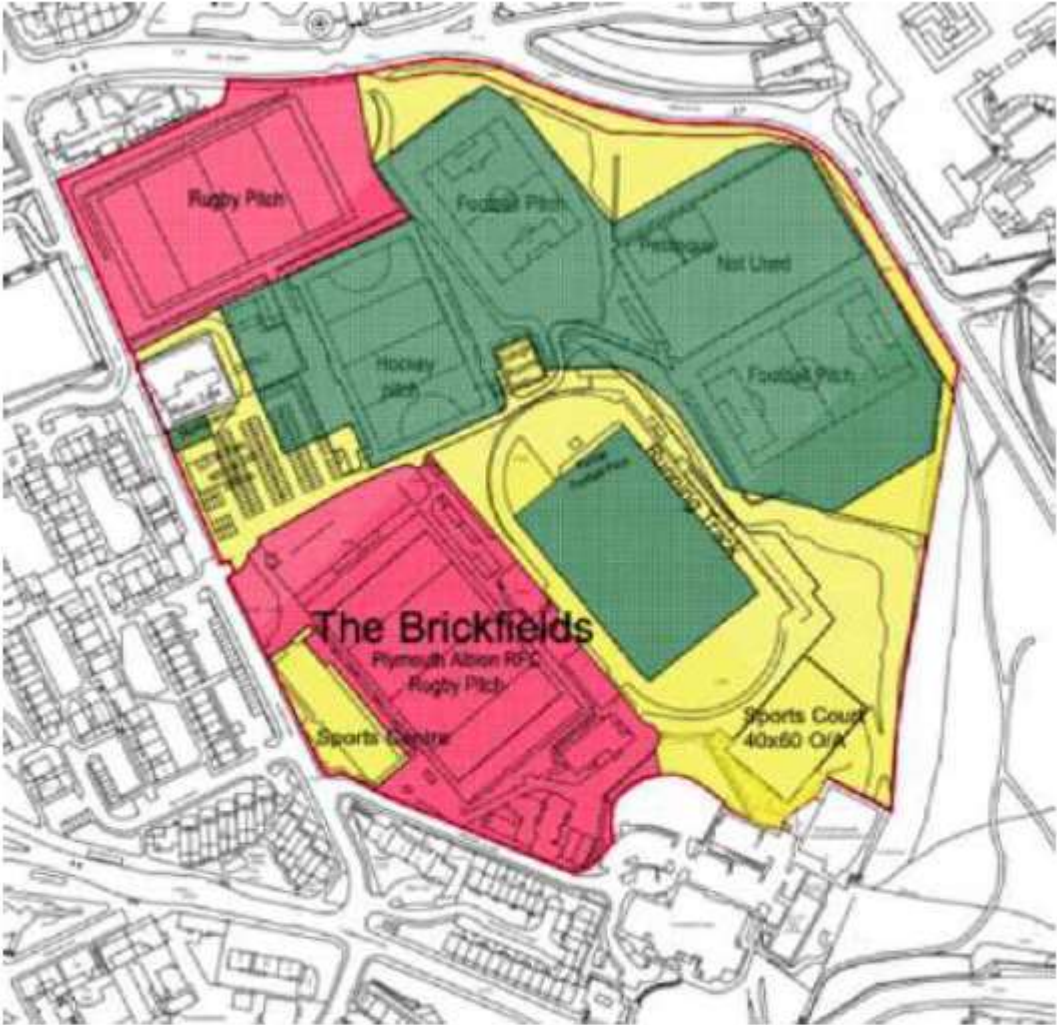 Rugby Pitch
Football Pitch
Petanque
Not Used
Hockey
pitch
Football Pitch
Running Track
The Brickfields
Plymouth Albion RFC
Rugby Pitch
Sports Centre
Sports Court
40x60 O/A